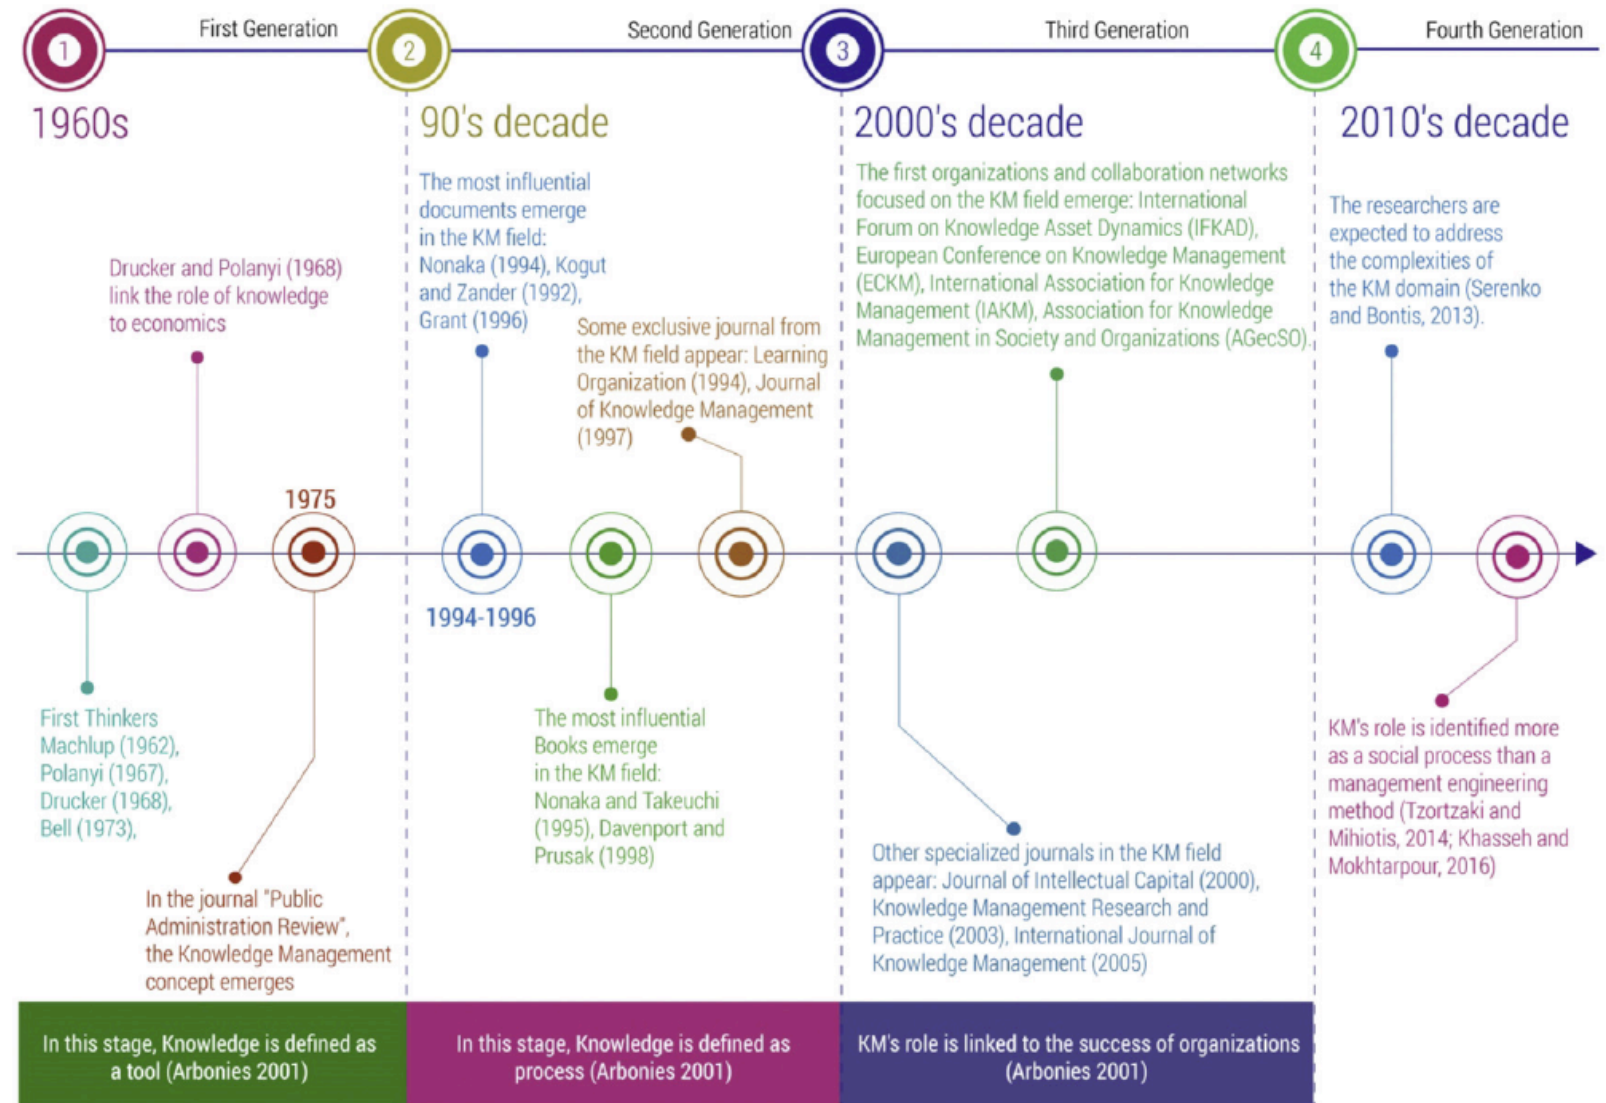 1
First Generation
2
Second Generation
3
Third Generation
4
Fourth Generation
1960s
90's decade
2000's decade
2010's decade
Drucker and Polanyi (1968)
link the role of knowledge
to economics
1975
First Thinkers
Machlup (1962),
Polanyi (1967),
Drucker (1968),
Bell (1973),
In the journal "Public
Administration Review",
the Knowledge Management
concept emerges
The most influential
documents emerge
in the KM field:
Nonaka (1994), Kogut
and Zander (1992),
Grant (1996)
1994-1996
Some exclusive journal from
the KM field appear: Learning
Organization (1994), Journal
of Knowledge Management
(1997)
The most influential
Books emerge
in the KM field:
Nonaka and Takeuchi
(1995), Davenport and
Prusak (1998)
The first organizations and collaboration networks
focused on the KM field emerge: International
Forum on Knowledge Asset Dynamics (IFKAD),
European Conference on Knowledge Management
(ECKM), International Association for Knowledge
Management (IAKM), Association for Knowledge
Management in Society and Organizations (AGecSO).
Other specialized journals in the KM field
appear: Journal of Intellectual Capital (2000),
Knowledge Management Research and
Practice (2003), International Journal of
Knowledge Management (2005)
The researchers are
expected to address
the complexities of
the KM domain (Serenko
and Bontis, 2013).
KM's role is identified more
as a social process than a
management engineering
method (Tzortzaki and
Mihiotis, 2014; Khasseh and
Mokhtarpour, 2016)
In this stage, Knowledge is defined as
a tool (Arbonies 2001)
In this stage, Knowledge is defined as
process (Arbonies 2001)
KM's role is linked to the success of organizations
(Arbonies 2001)